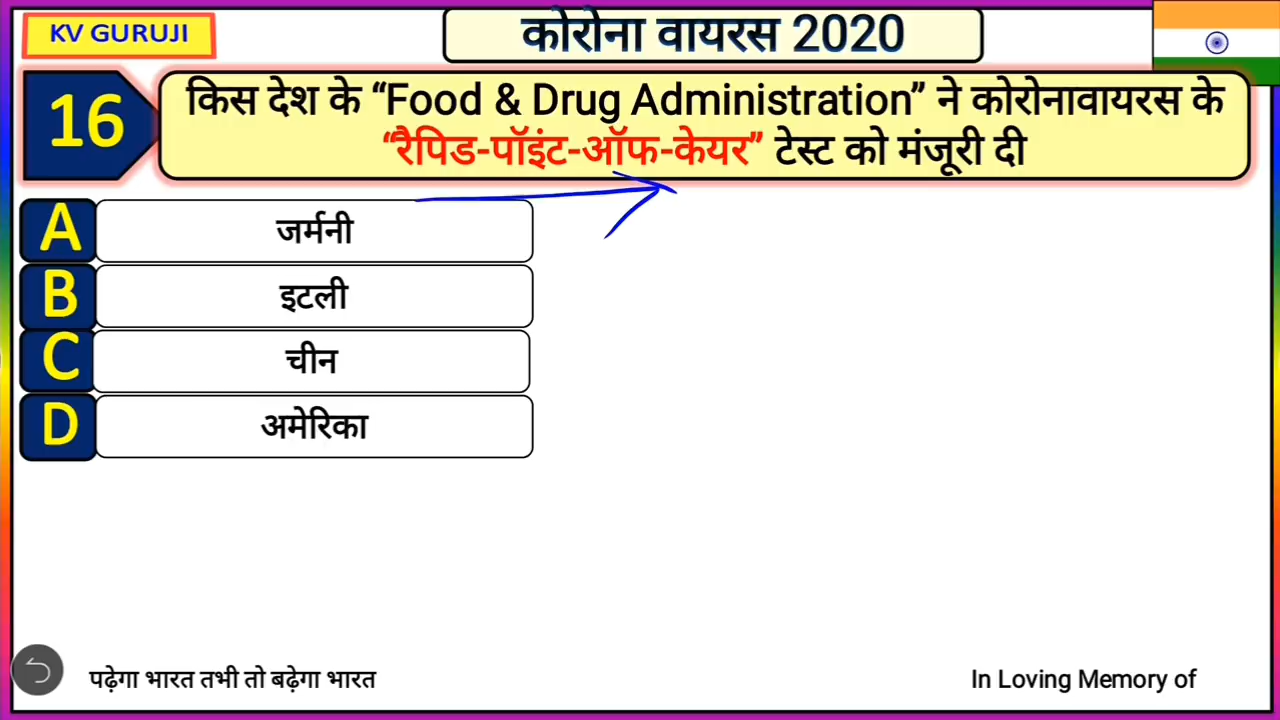 KV GURUJI
कोरोना वायरस 2020
16
किस देश के “Food & Drug Administration” ने कोरोनावायरस के
“रैपिड-पॉइंट-ऑफ-केयर” टेस्ट को मंजूरी दी
A जर्मनी
B इटली
C चीन
D अमेरिका
पढ़ेगा भारत तभी तो बढ़ेगा भारत
In Loving Memory of